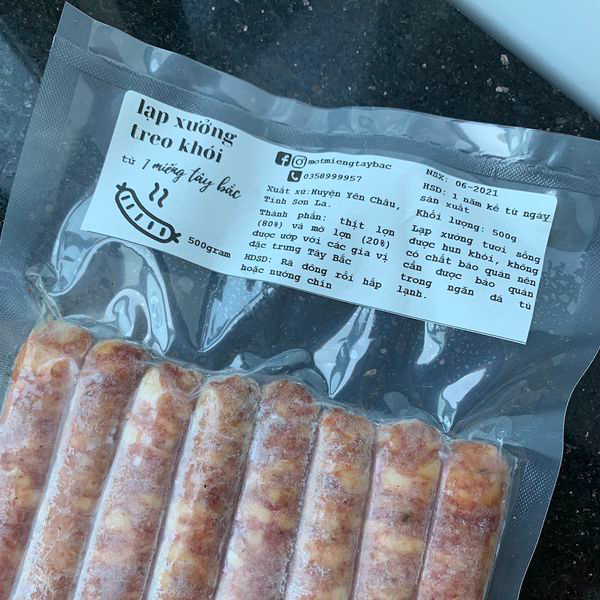 lạp xưởng
treo khói
từ 1 miếng tây bắc
500gram
motmiengtaybac
0358999957
Xuất xứ:Huyện Yên Châu,
Tỉnh Sơn La.
Thành phần: thịt lợn
(80%) và mỡ lợn (20%)
được ướp với các gia vị
đặc trưng Tây Bắc
HDSD: Rã đông rồi hấp
hoặc nướng chín
NSX: 06-2021
HSD: 1 năm kể từ ngày
sản xuất
Khối lượng: 500g
Lạp xưởng tươi sống
được hun khói, không
có chất bảo quản nên
cần được bảo quản
trong ngăn đá tủ
lạnh.